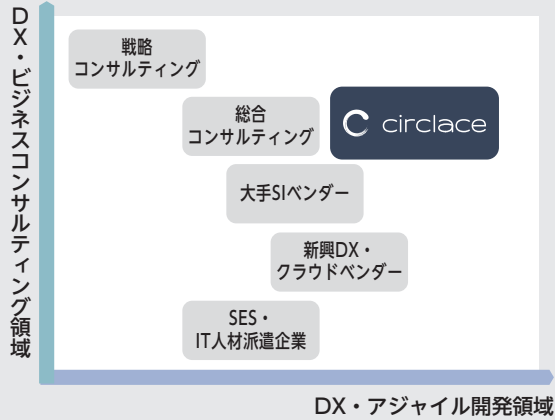 DX・ビジネスコンサルティング領域
戦略
コンサルティング
総合
コンサルティング
circlace
大手SIベンダー
新興DX・
クラウドベンダー
SES・
IT人材派遣企業
DX・アジャイル開発領域